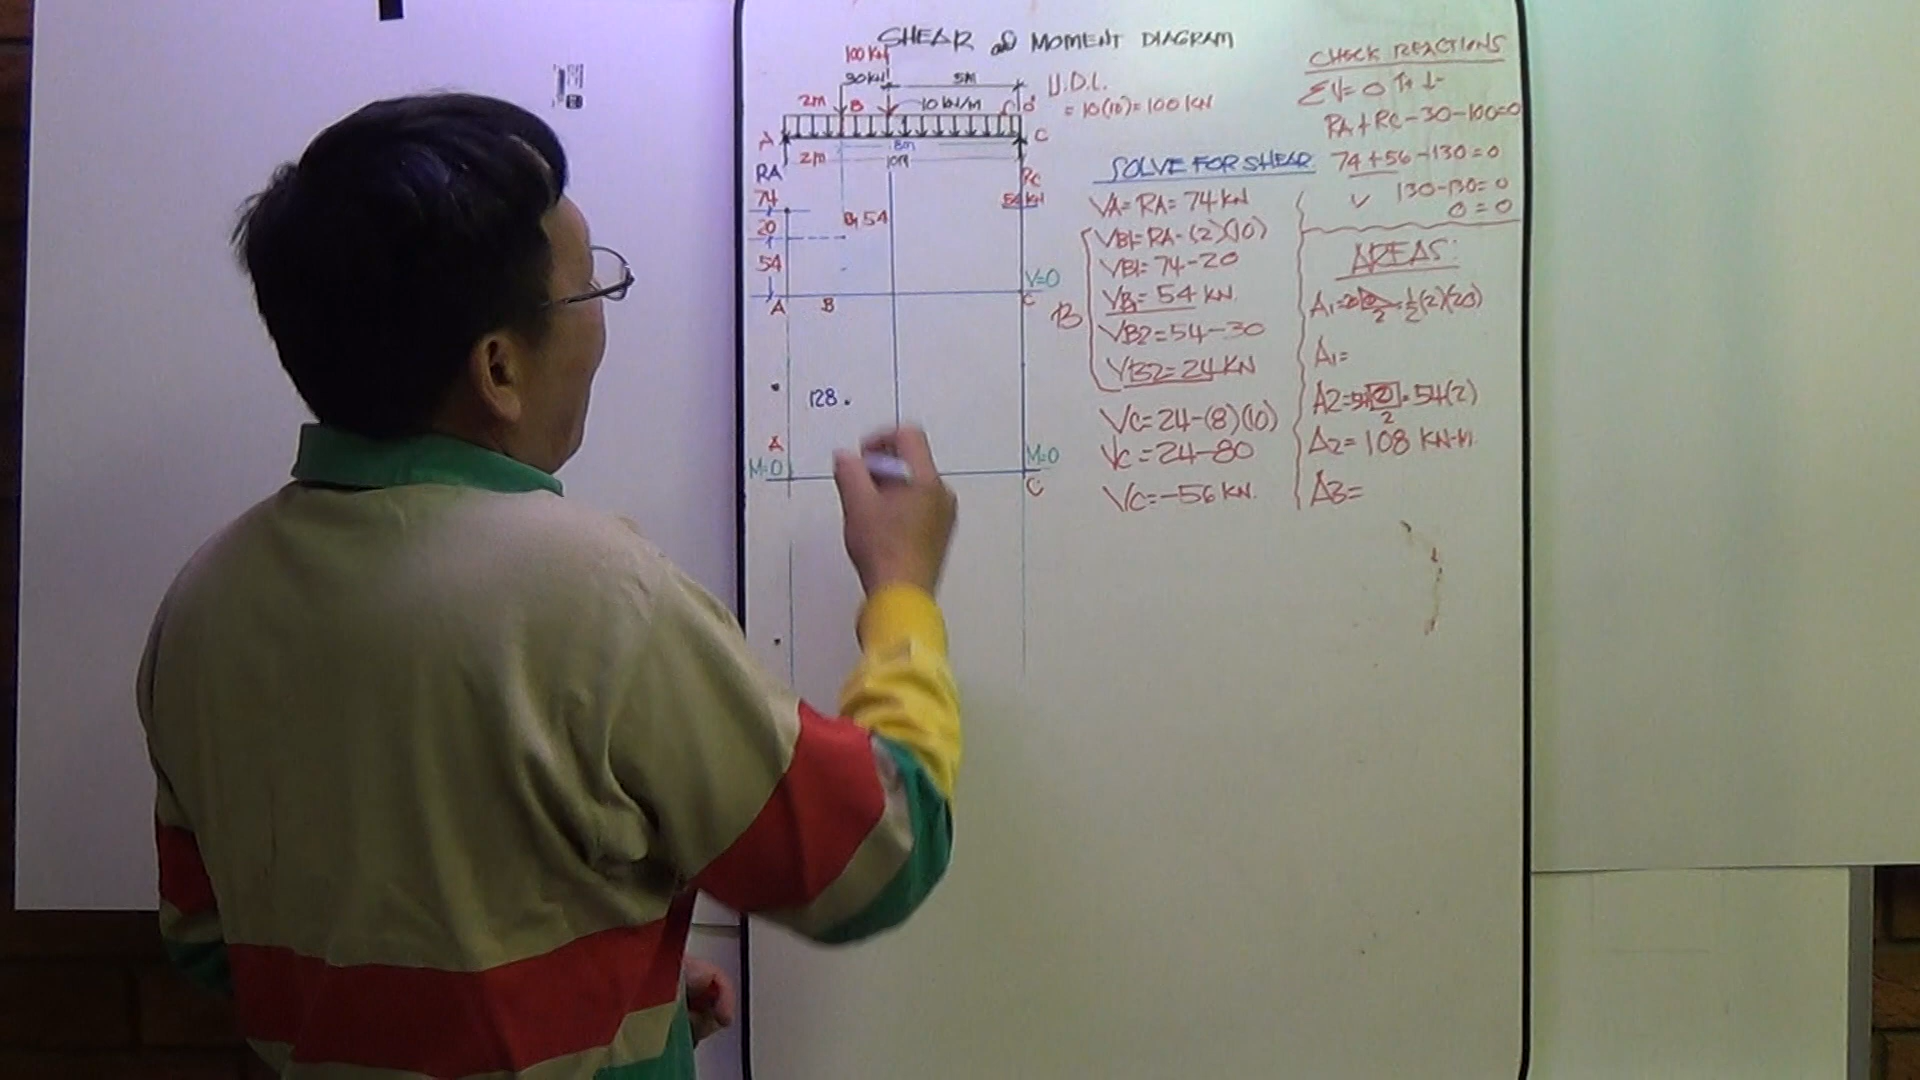 SHEAR and MOMENT DIAGRAM
100 KN
30 KN
5M
2m B 10 kN/m
U.D.L.
= 10(10) = 100 KN
A C
8m
2m 10M
RA RC
74
20
54
B1 54
V=0
A B C
128.
A
M=0 M=0
C
SOLVE FOR SHEAR
VA = RA = 74 KN
VB1 = RA - (2)(10)
VB1 = 74 - 20
VB1 = 54 KN.
B
VB2 = 54 - 30
VB2 = 24 KN
VC = 24 - (8)(10)
VC = 24 - 80
VC = -56 KN.
CHECK REACTIONS
ΣV = 0 ↑+ ↓-
RA + RC - 30 - 100 = 0
74 + 56 - 130 = 0
130 - 130 = 0
0 = 0
AREAS:
½(2)(20)
A1 =
= 54(2)
A2 = 108 KN-M.
A3 =